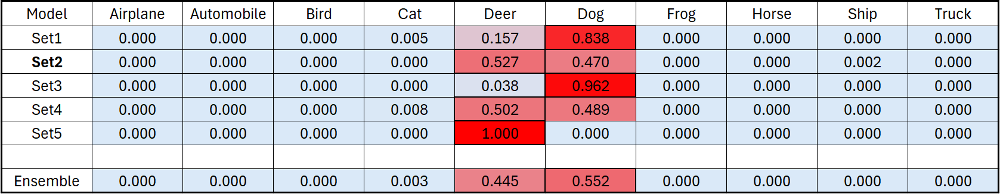 Model Airplane Automobile Bird Cat Deer Dog Frog Horse Ship Truck
Set1 0.000 0.000 0.000 0.005 0.157 0.838 0.000 0.000 0.000 0.000
Set2 0.000 0.000 0.000 0.000 0.527 0.470 0.000 0.000 0.002 0.000
Set3 0.000 0.000 0.000 0.000 0.038 0.962 0.000 0.000 0.000 0.000
Set4 0.000 0.000 0.000 0.008 0.502 0.489 0.000 0.000 0.000 0.000
Set5 0.000 0.000 0.000 0.000 1.000 0.000 0.000 0.000 0.000 0.000
Ensemble 0.000 0.000 0.000 0.003 0.445 0.552 0.000 0.000 0.000 0.000